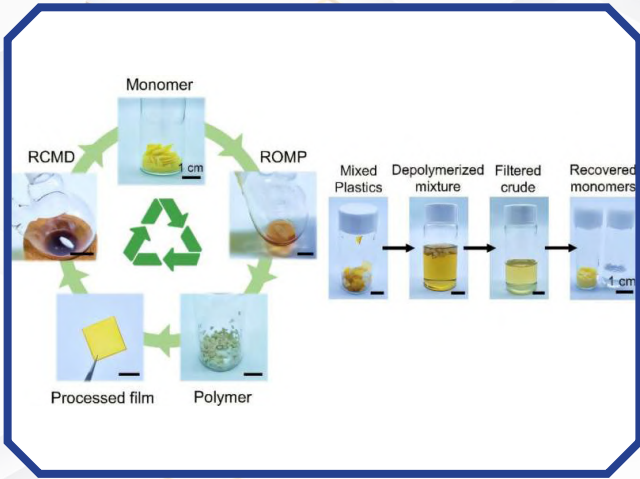 Monomer
1 cm
RCMD
ROMP
Processed film
Polymer
Mixed
Plastics
Depolymerized
mixture
Filtered
crude
Recovered
monomers
1 cm